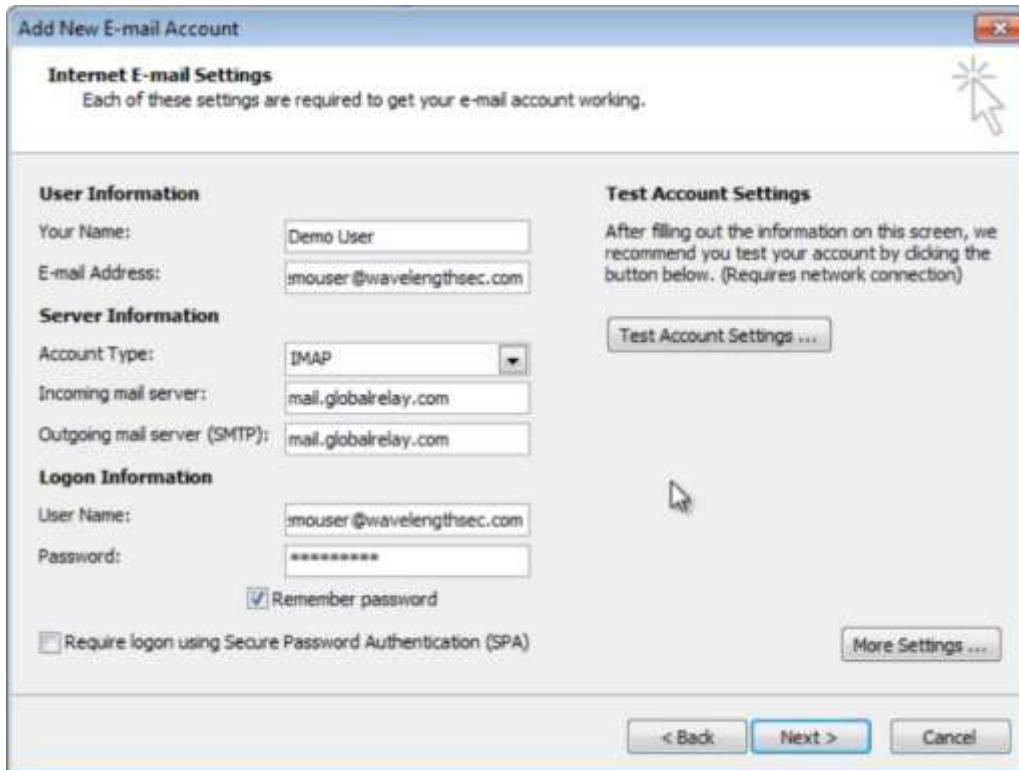 Add New E-mail Account
Internet E-mail Settings
Each of these settings are required to get your e-mail account working.
User Information
Your Name:
Demo User
E-mail Address:
emouser@wavelengthsec.com
Server Information
Account Type:
IMAP
Incoming mail server:
mail.globalrelay.com
Outgoing mail server (SMTP):
mail.globalrelay.com
Logon Information
User Name:
emouser@wavelengthsec.com
Password:
*********
Remember password
Require logon using Secure Password Authentication (SPA)
Test Account Settings
After filling out the information on this screen, we
recommend you test your account by clicking the
button below. (Requires network connection)
Test Account Settings ...
More Settings ...
< Back
Next >
Cancel